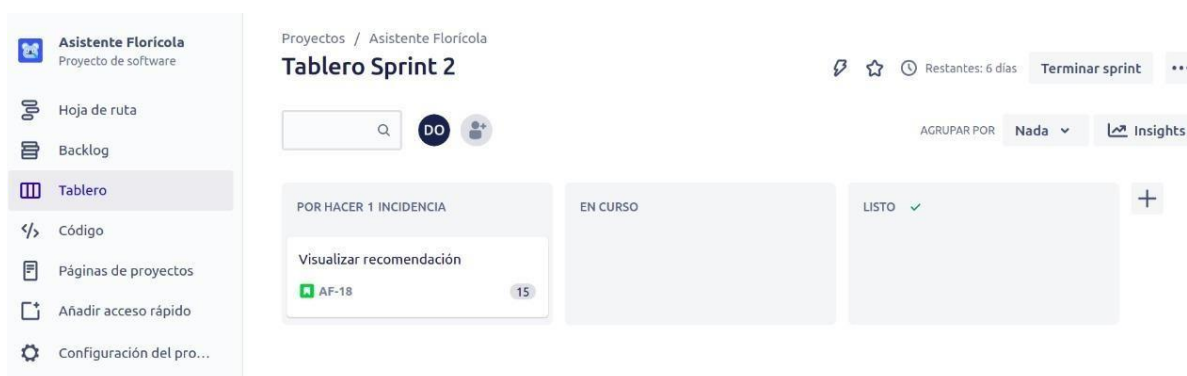 Asistente Florícola
Proyecto de software
Hoja de ruta
Backlog
Tablero
Código
Páginas de proyectos
Añadir acceso rápido
Configuración del pro...
Proyectos / Asistente Florícola
Tablero Sprint 2
Restantes: 6 días
Terminar sprint
DO
AGRUPAR POR
Nada
Insights
POR HACER 1 INCIDENCIA
Visualizar recomendación
AF-18
15
EN CURSO
LISTO